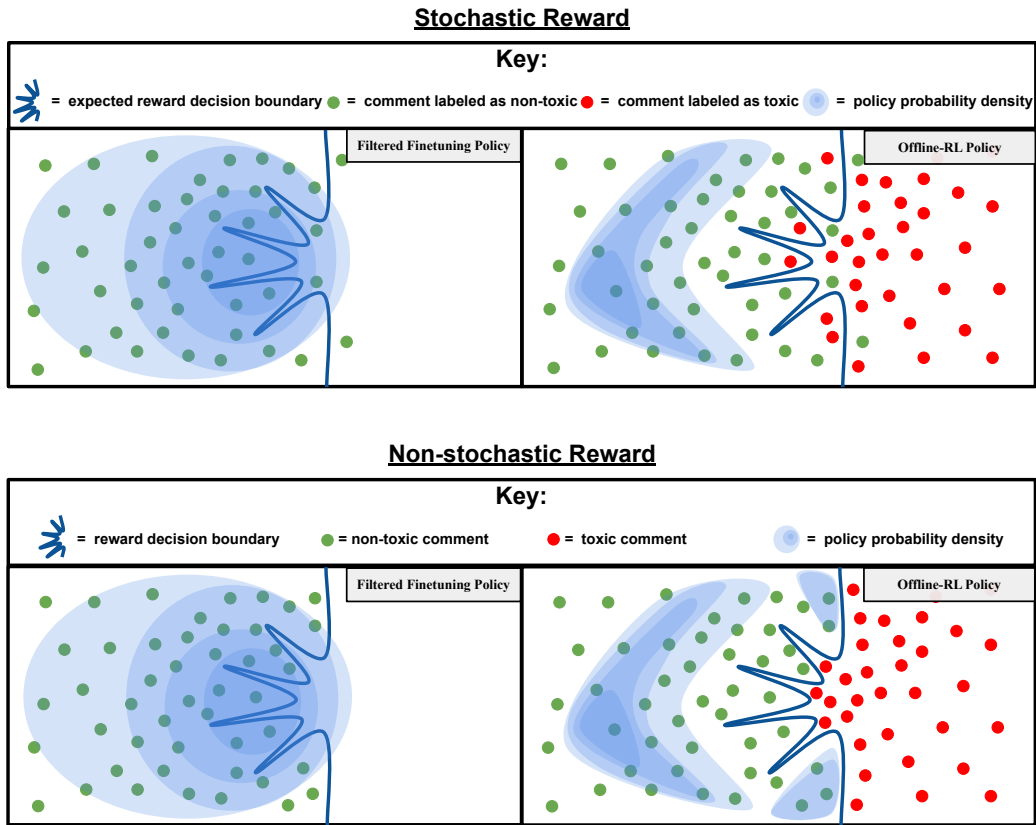 Stochastic Reward
Key:
= expected reward decision boundary = comment labeled as non-toxic = comment labeled as toxic = policy probability density
Filtered Finetuning Policy
Offline-RL Policy
Non-stochastic Reward
Key:
= reward decision boundary = non-toxic comment = toxic comment = policy probability density
Filtered Finetuning Policy
Offline-RL Policy